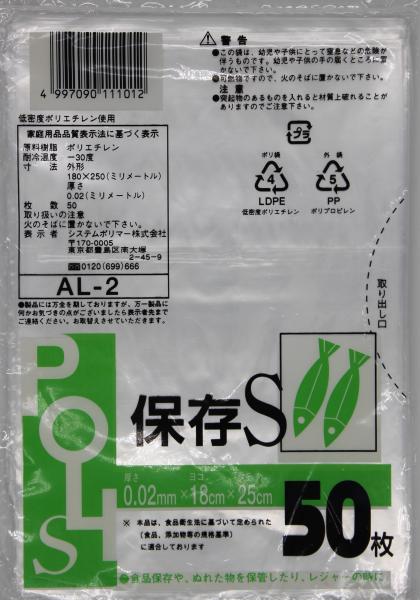 4 997090 111012
低密度ポリエチレン使用
家庭用品品質表示法に基づく表示
原料樹脂 ポリエチレン
耐冷温度 −30度
寸法 外形
180×250(ミリメートル)
厚さ
0.02(ミリメートル)
枚数 50
取り扱いの注意
火のそばに置かないで下さい。
表示者 システムポリマー株式会社
〒170-0005
東京都豊島区南大塚
2-45-9
0120(699)666
AL-2
●製品には万全を期しておりますが、万一製品に
何かお気づきの点がございましたら表示者先まで
ご連絡ください。お取替えさせていただきます。
警告
●この袋は、幼児や子供にとって窒息などの危険が
伴うものです。幼児や子供の手の届くところに置
かないで下さい。
●可燃物ですので、火のそばに置かないで下さい。
注意
●突起物のあるものを入れると材質上破れることが
ありますのでご注意下さい。
プラ
ポリ袋
4
LDPE
低密度ポリエチレン
外袋
5
PP
ポリプロピレン
取り出し口
POLY
S
保存S
厚さ ヨコ タテ
0.02mm×18cm×25cm
50枚
※ 本品は、食品衛生法に基づいて定められた
(食品、添加物等の規格基準)
に適合しております
●食品保存や、ぬれた物を保管したり、レジャーの時に